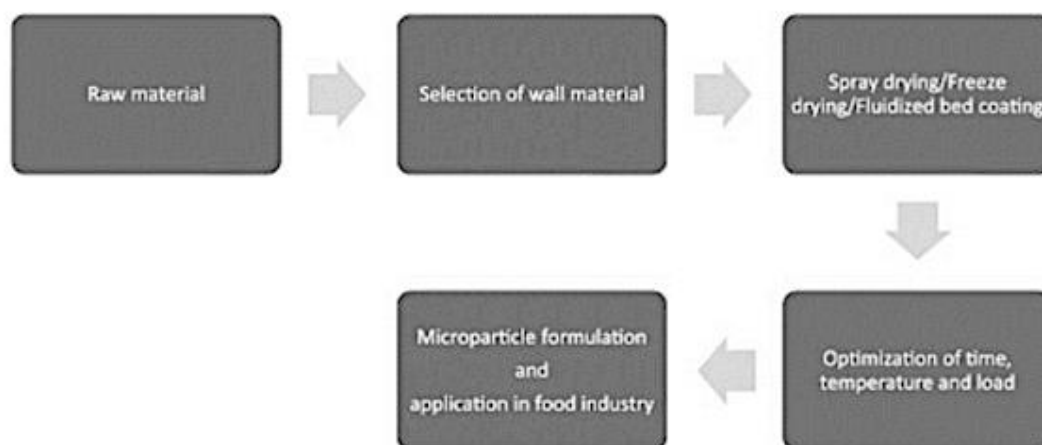 Raw material
Selection of wall material
Spray drying/Freeze
drying/Fluidized bed coating
Optimization of time,
temperature and load
Microparticle formulation
and
application in food industry